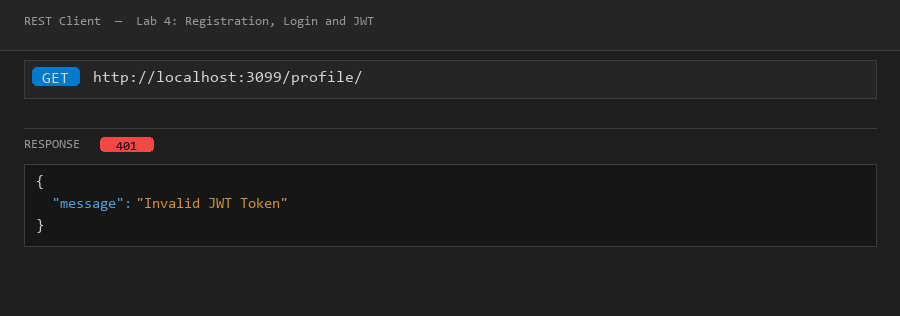 REST Client — Lab 4: Registration, Login and JWT
GET http://localhost:3099/profile/
RESPONSE 401
{
"message": "Invalid JWT Token"
}